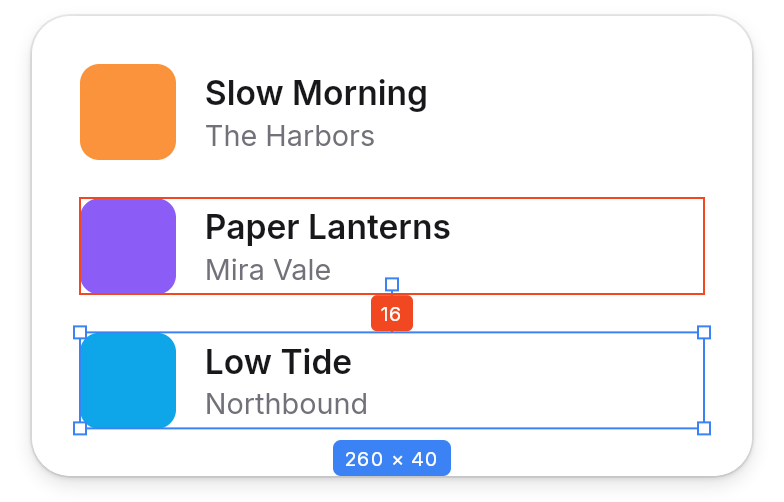 Slow Morning
The Harbors
Paper Lanterns
Mira Vale
16
Low Tide
Northbound
260 × 40